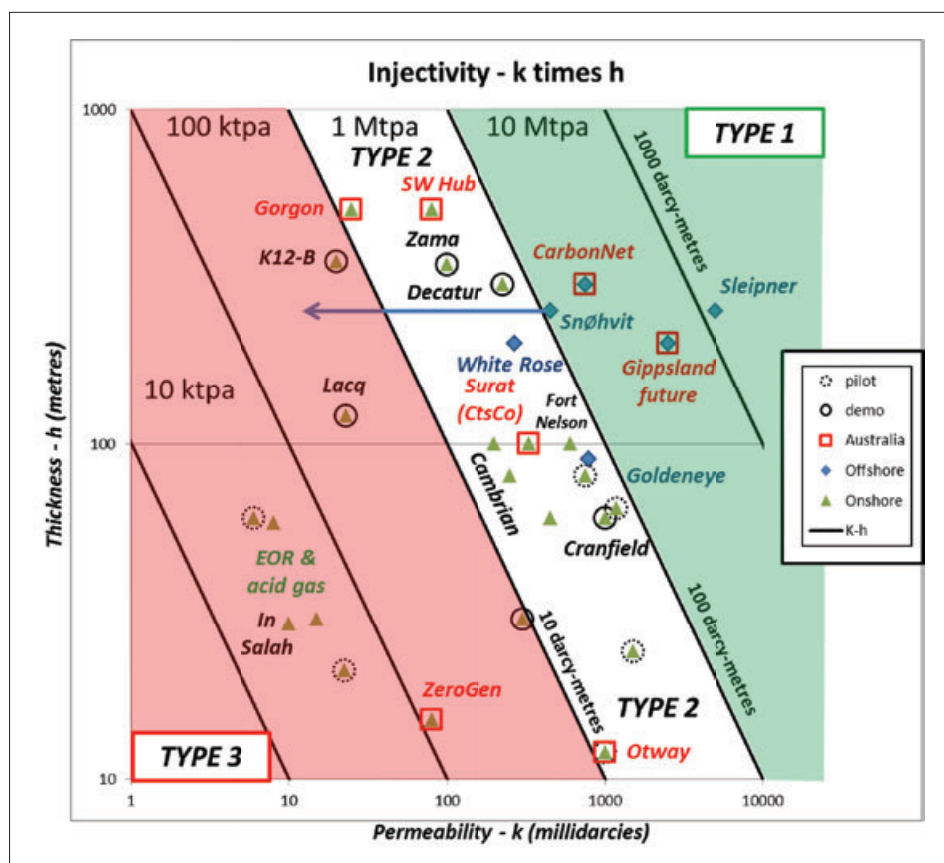 Injectivity - k times h
1000
100 ktpa
1 Mtpa
10 Mtpa
TYPE 1
TYPE 2
SW Hub
Gorgon
1000 darcy-metres
K12-B
Zama
CarbonNet
Decatur
Sleipner
Snøhvit
White Rose
Gippsland
future
Lacq
Surat
(CtsCo)
Fort
Nelson
10 ktpa
pilot
demo
Australia
Offshore
Onshore
K-h
Thickness - h (metres)
100
Cambrian
Goldeneye
Cranfield
EOR &
acid gas
In
Salah
10 darcy-metres
100 darcy-metres
ZeroGen
TYPE 2
TYPE 3
Otway
10
1
10
100
1000
10000
Permeability - k (millidarcies)